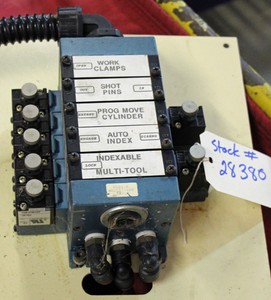 WORK
CLAMPS
SHOT
PINS
PROG MOVE
CYLINDER
AUTO
INDEX
INDEXABLE
MULTI-TOOL
Stock #
28380